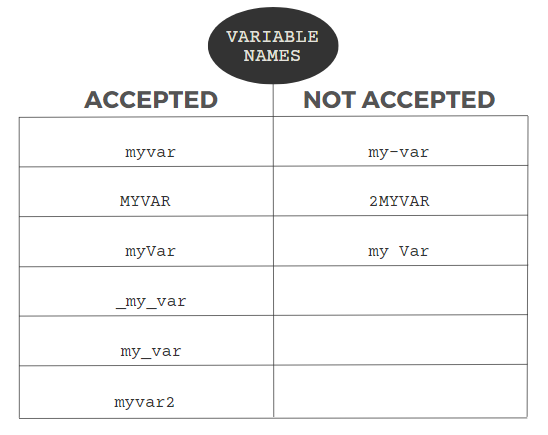 VARIABLE
NAMES
ACCEPTED NOT ACCEPTED
myvar my-var
MYVAR 2MYVAR
myVar my Var
_my_var
my_var
myvar2